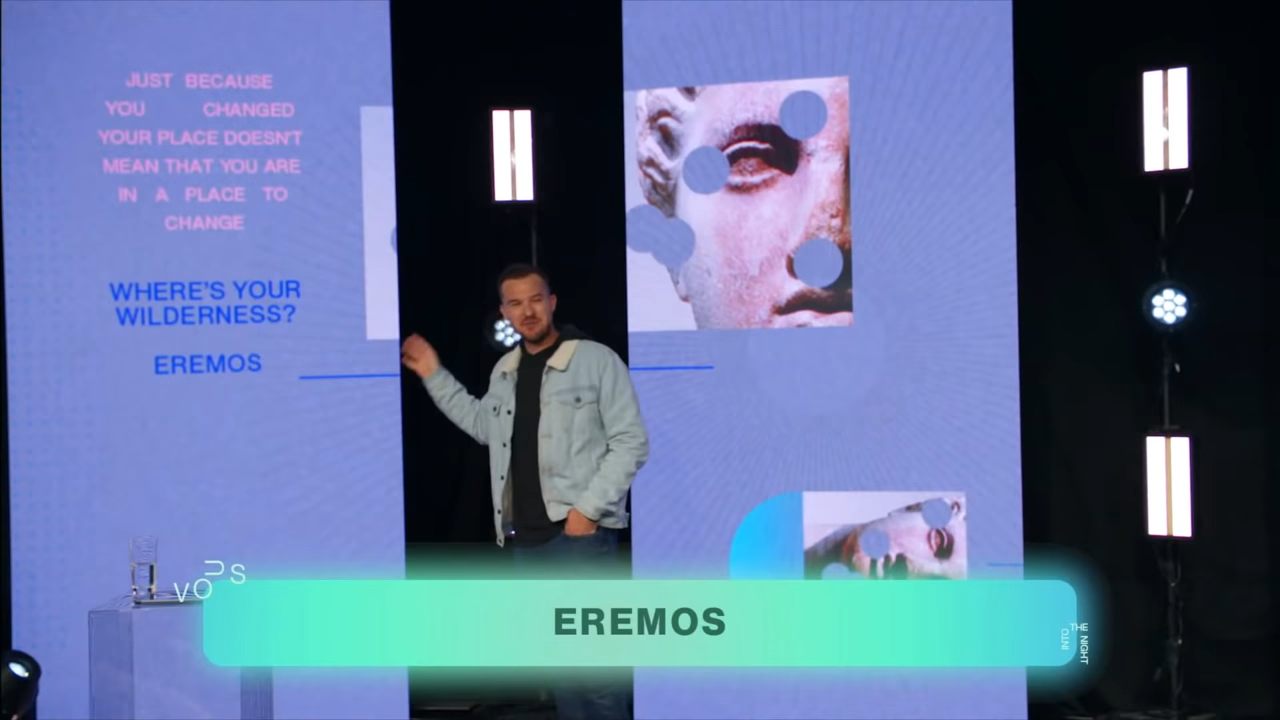 JUST BECAUSE
YOU CHANGED
YOUR PLACE DOESN'T
MEAN THAT YOU ARE
IN A PLACE TO
CHANGE
WHERE'S YOUR
WILDERNESS?
EREMOS
VOUS
EREMOS
INTO
THE
NIGHT